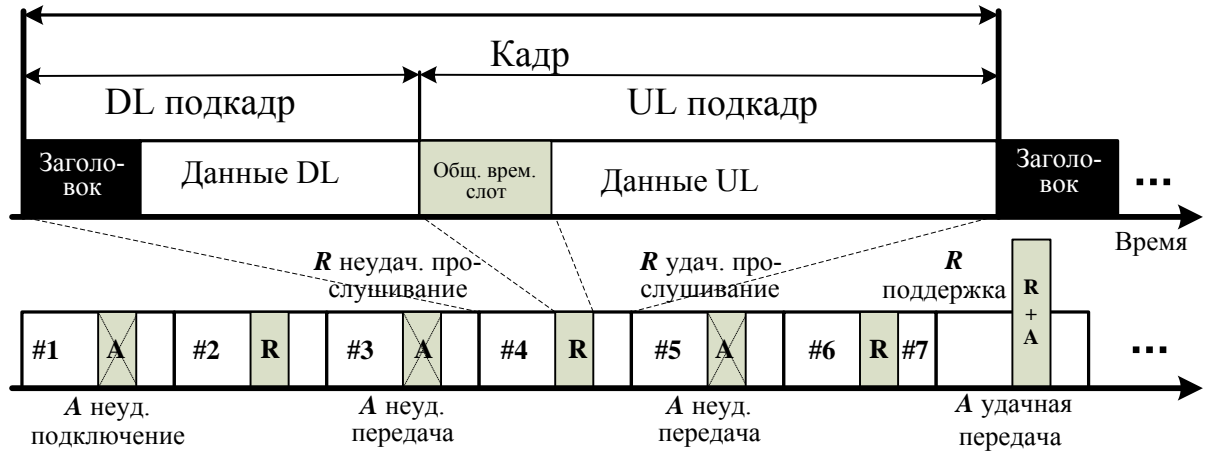 Кадр
DL подкадр
UL подкадр
Заголо-
вок
Данные DL
Общ. врем.
слот
Данные UL
Заголо-
вок
...
Время
R неудач. про-
слушивание
R удач. про-
слушивание
R
поддержка
#1
A
#2
R
#3
A
#4
R
#5
A
#6
R
#7
R
+
A
...
A неуд.
подключение
A неуд.
передача
A неуд.
передача
A удачная
передача